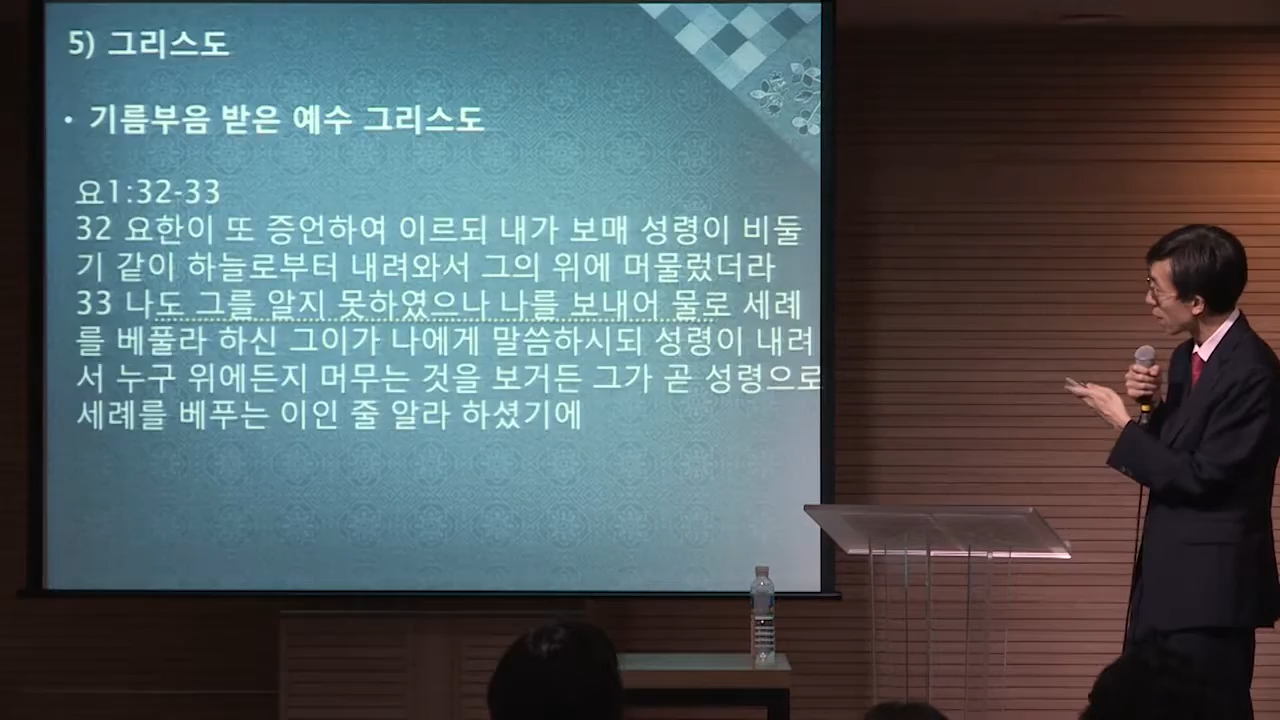 5) 그리스도
• 기름부음 받은 예수 그리스도
요1:32-33
32 요한이 또 증언하여 이르되 내가 보매 성령이 비둘
기 같이 하늘로부터 내려와서 그의 위에 머물렀더라
33 나도 그를 알지 못하였으나 나를 보내어 물로 세례
를 베풀라 하신 그이가 나에게 말씀하시되 성령이 내려
서 누구 위에든지 머무는 것을 보거든 그가 곧 성령으로
세례를 베푸는 이인 줄 알라 하셨기에